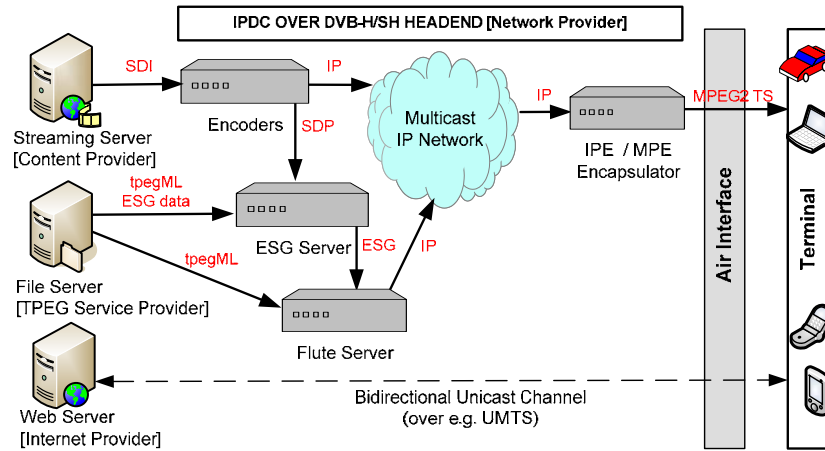 IPDC OVER DVB-H/SH HEADEND [Network Provider]
SDI
IP
Encoders
SDP
Multicast
IP Network
IP
MPEG2 TS
IPE / MPE
Encapsulator
Streaming Server
[Content Provider]
tpegML
ESG data
ESG Server
ESG
IP
tpegML
File Server
[TPEG Service Provider]
Flute Server
Air Interface
Terminal
Bidirectional Unicast Channel
(over e.g. UMTS)
Web Server
[Internet Provider]